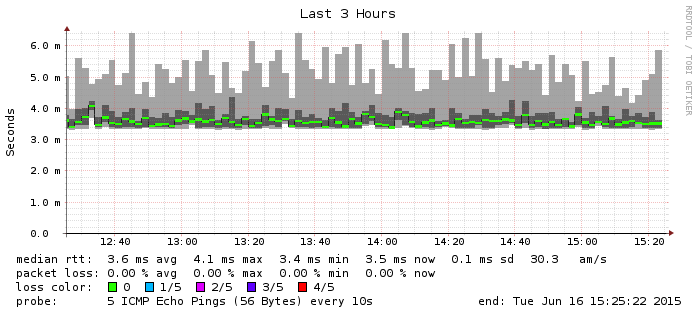 Last 3 Hours
RRDTOOL / TOBI OETIKER
Seconds
6.0 m
5.0 m
4.0 m
3.0 m
2.0 m
1.0 m
0.0
12:40 13:00 13:20 13:40 14:00 14:20 14:40 15:00 15:20
median rtt: 3.6 ms avg 4.1 ms max 3.4 ms min 3.5 ms now 0.1 ms sd 30.3 am/s
packet loss: 0.00 % avg 0.00 % max 0.00 % min 0.00 % now
loss color: 0 1/5 2/5 3/5 4/5
probe: 5 ICMP Echo Pings (56 Bytes) every 10s end: Tue Jun 16 15:25:22 2015